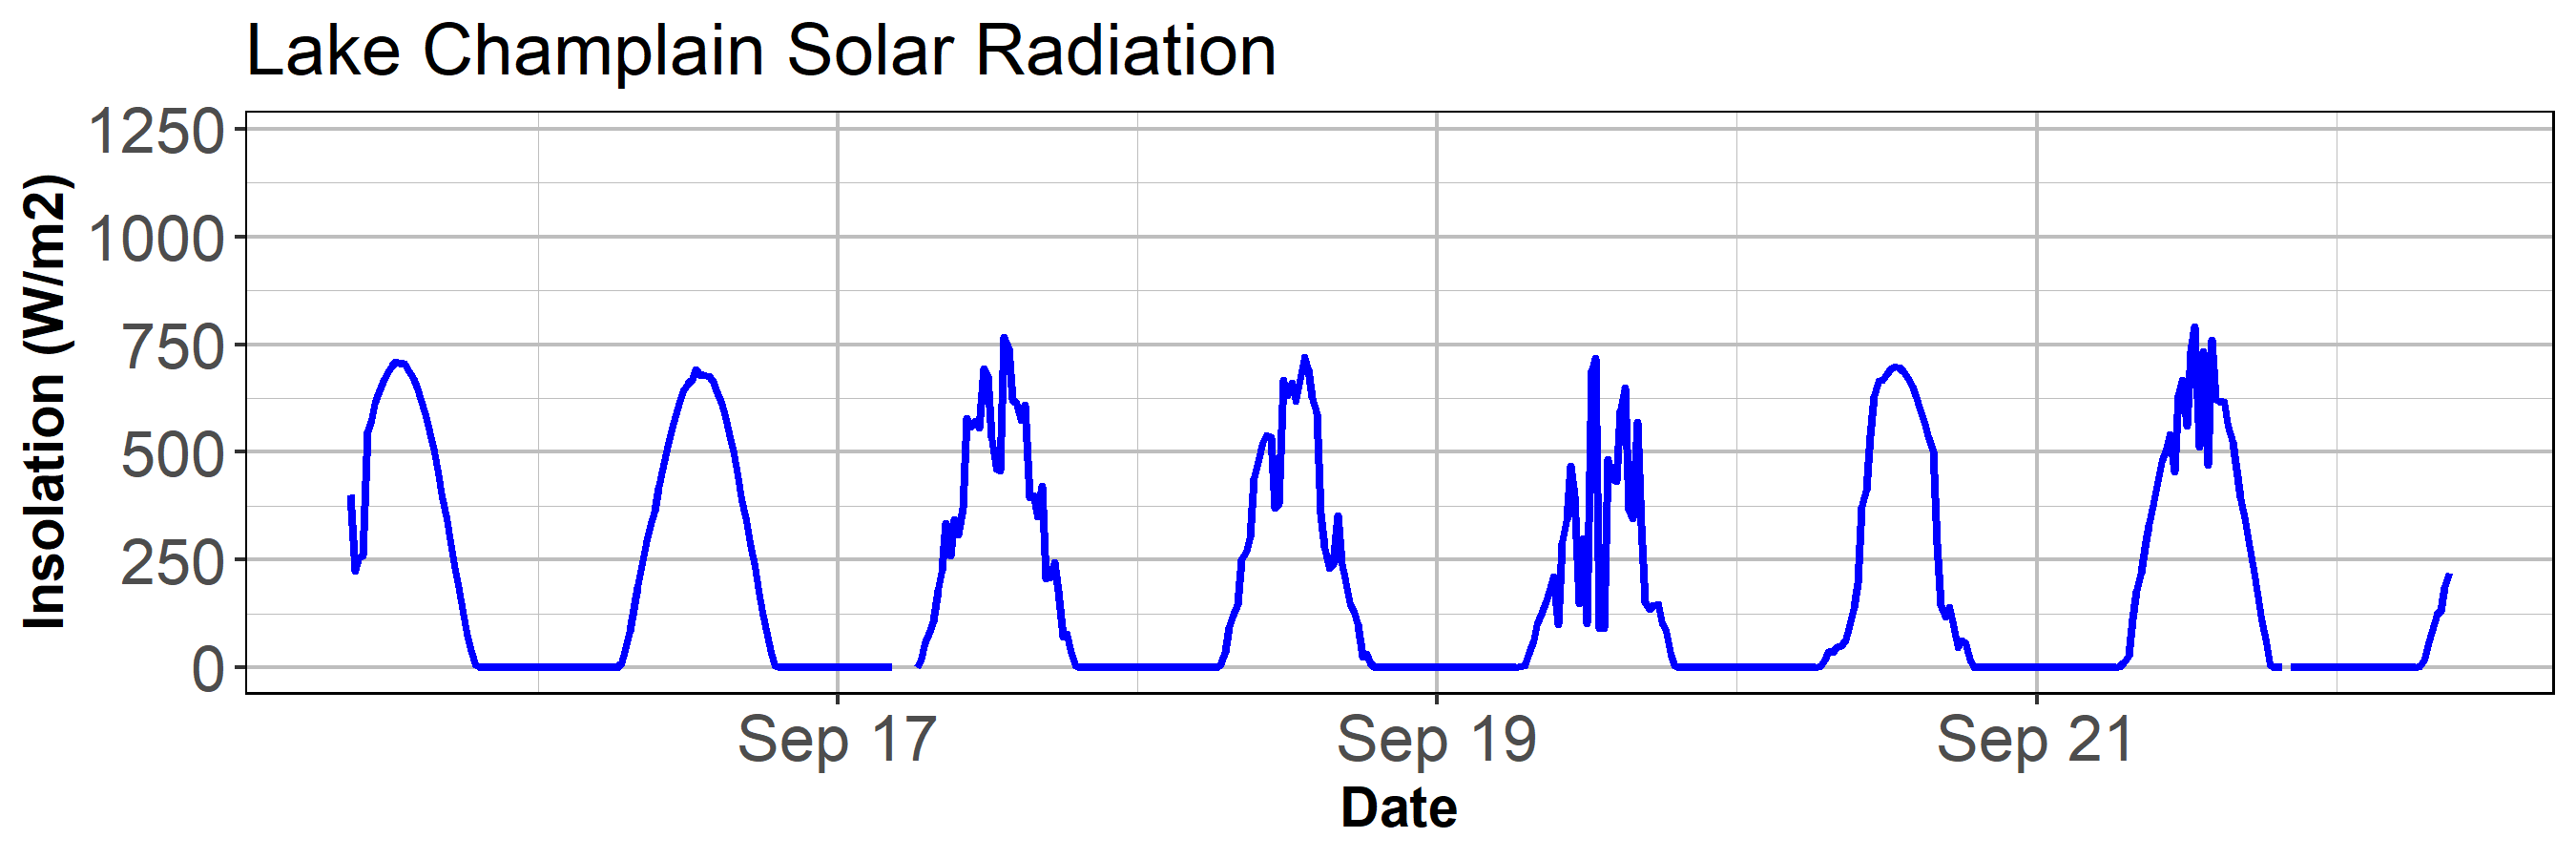 Lake Champlain Solar Radiation
1250
1000
750
500
250
0
Insolation (W/m2)
Sep 17
Sep 19
Sep 21
Date